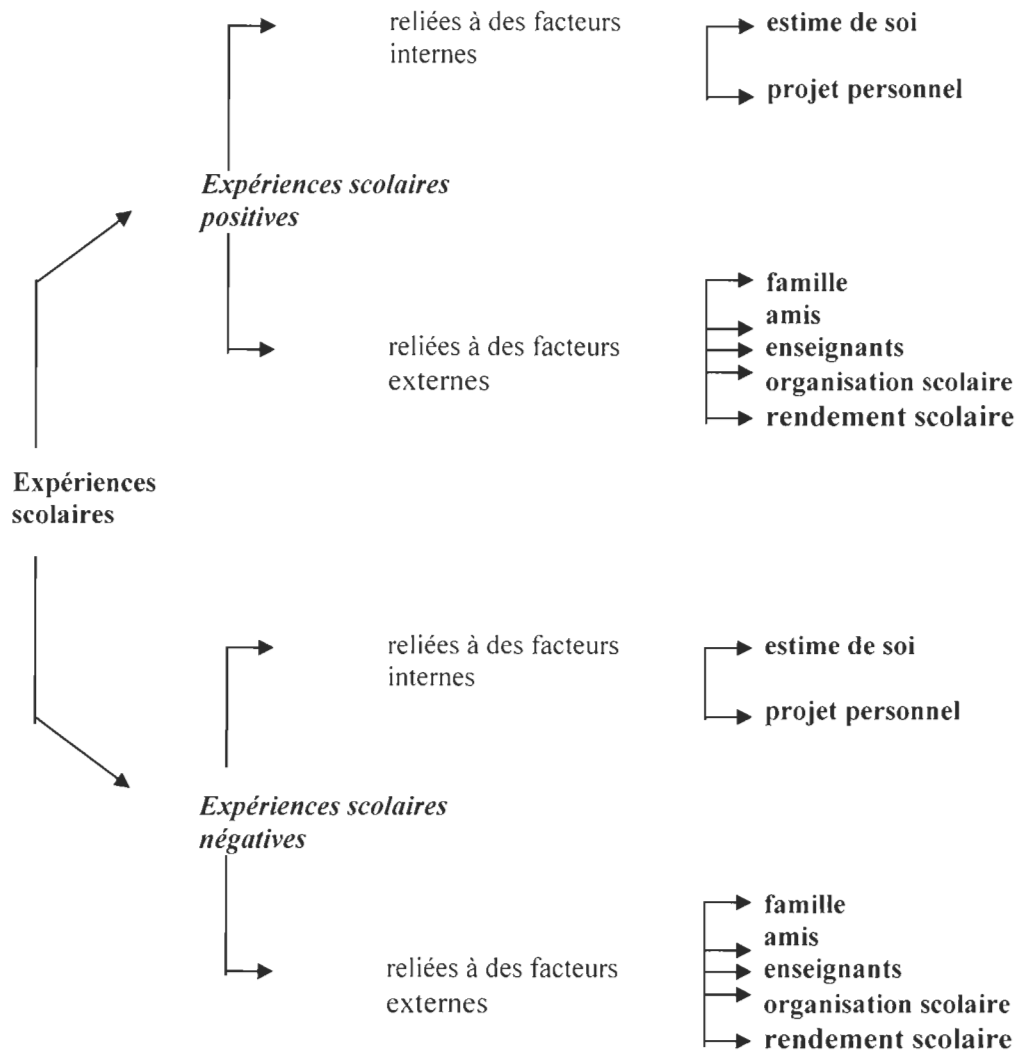 reliées à des facteurs
internes
estime de soi
projet personnel
Expériences scolaires
positives
reliées à des facteurs
externes
famille
amis
enseignants
organisation scolaire
rendement scolaire
Expériences
scolaires
reliées à des facteurs
internes
estime de soi
projet personnel
Expériences scolaires
négatives
reliées à des facteurs
externes
famille
amis
enseignants
organisation scolaire
rendement scolaire